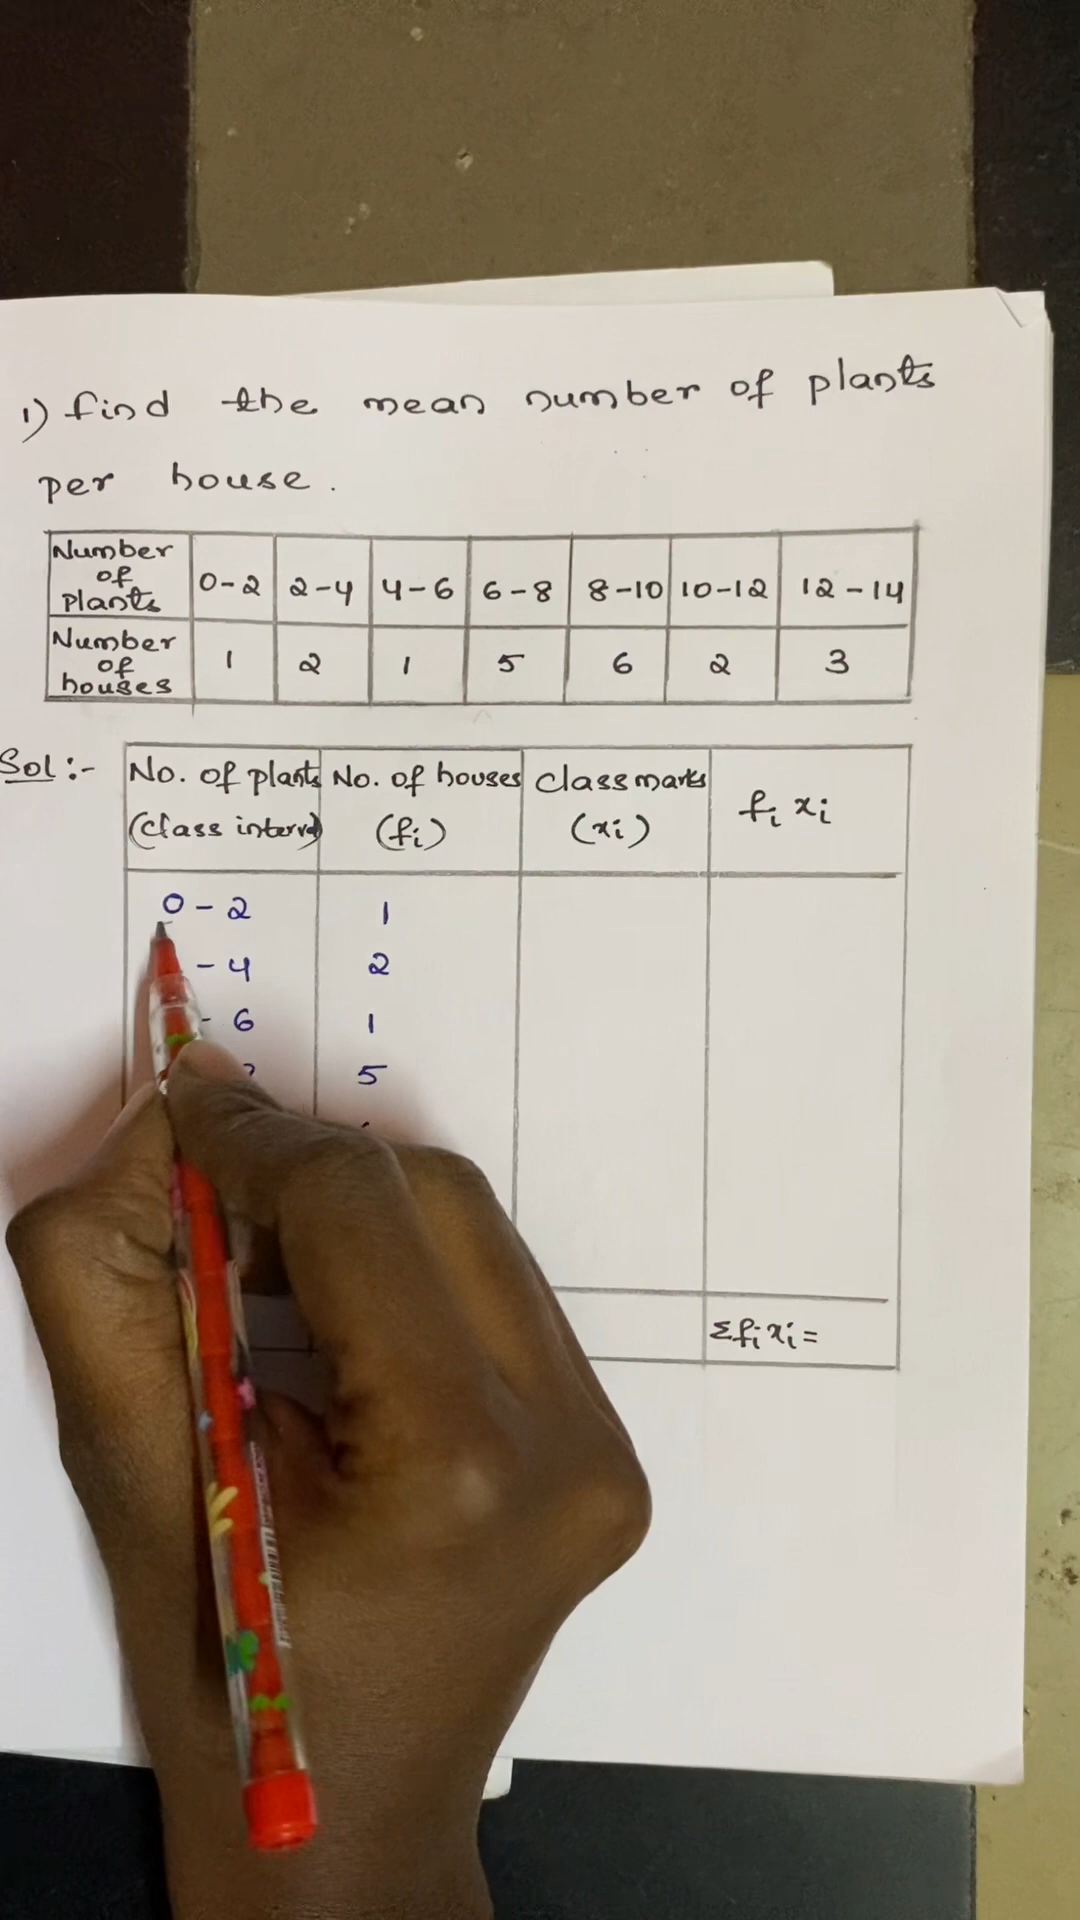 1) find the mean number of plants
per house.
Number of plants 0-2 2-4 4-6 6-8 8-10 10-12 12-14
Number of houses 1 2 1 5 6 2 3
Sol:- No. of plants No. of houses classmarks fi xi
(class interval) (fi) (xi)
0 - 2 1
- 4 2
- 6 1
5
Σfi xi =